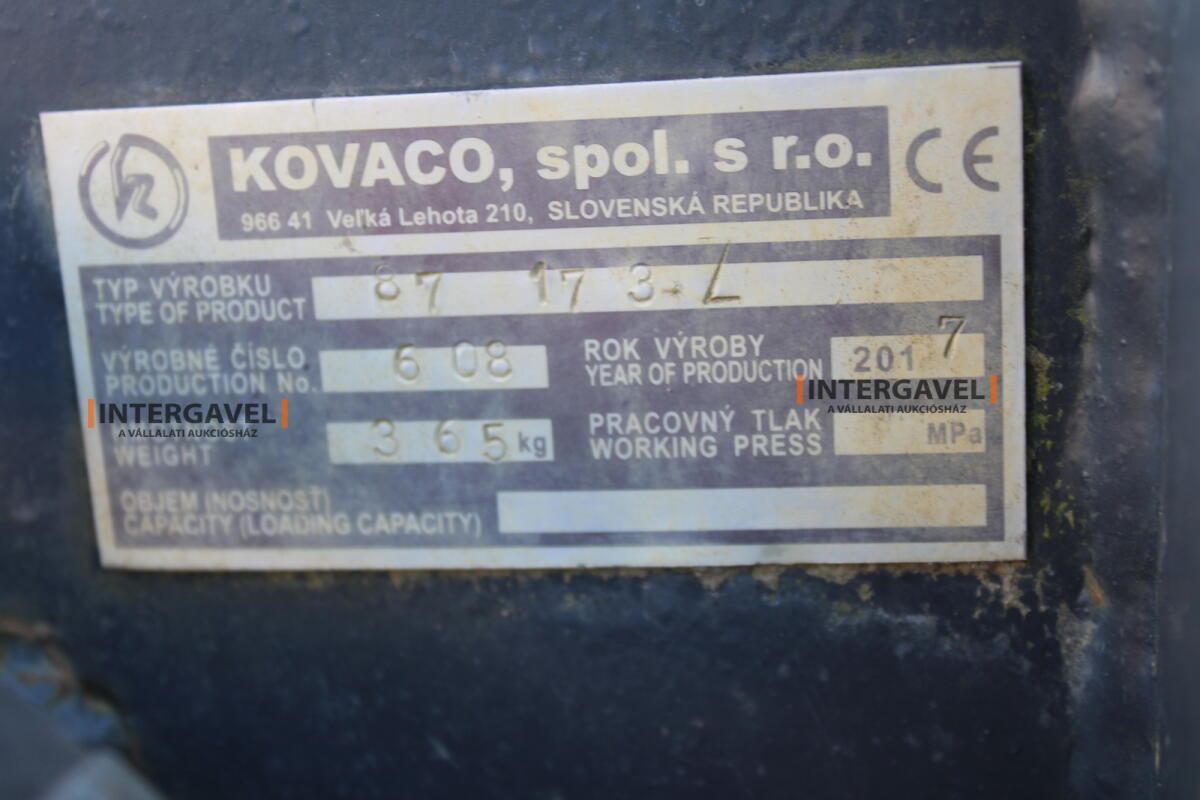 KOVACO, spol. s r.o.
966 41 Veľká Lehota 210, SLOVENSKÁ REPUBLIKA
CE
TYP VÝROBKU
TYPE OF PRODUCT
87 173-L
VÝROBNÉ ČÍSLO
PRODUCTION No.
608
ROK VÝROBY
YEAR OF PRODUCTION
2017
INTERGAVEL
A VÁLLALATI AUKCIÓSHÁZ
INTERGAVEL
A VÁLLALATI AUKCIÓSHÁZ
WEIGHT
365 kg
PRACOVNÝ TLAK
WORKING PRESS
MPa
OBJEM (NOSNOSŤ)
CAPACITY (LOADING CAPACITY)